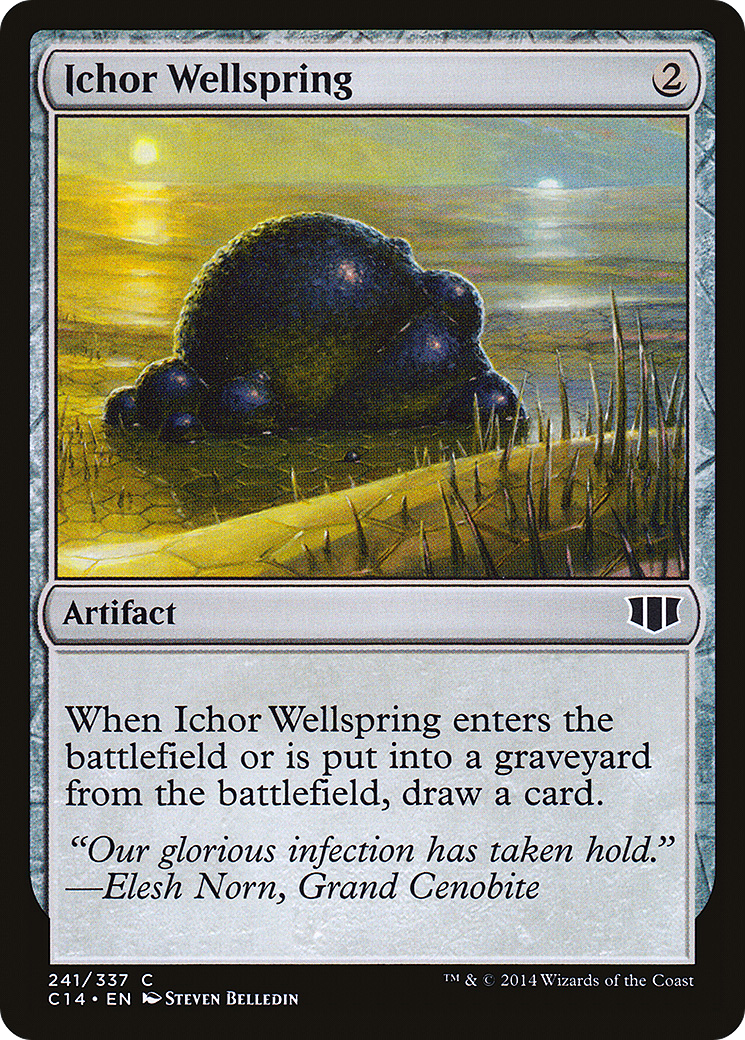 Ichor Wellspring 2
Artifact
When Ichor Wellspring enters the
battlefield or is put into a graveyard
from the battlefield, draw a card.
“Our glorious infection has taken hold.”
—Elesh Norn, Grand Cenobite
241/337 C
™ & © 2014 Wizards of the Coast
C14 • EN Steven Belledin